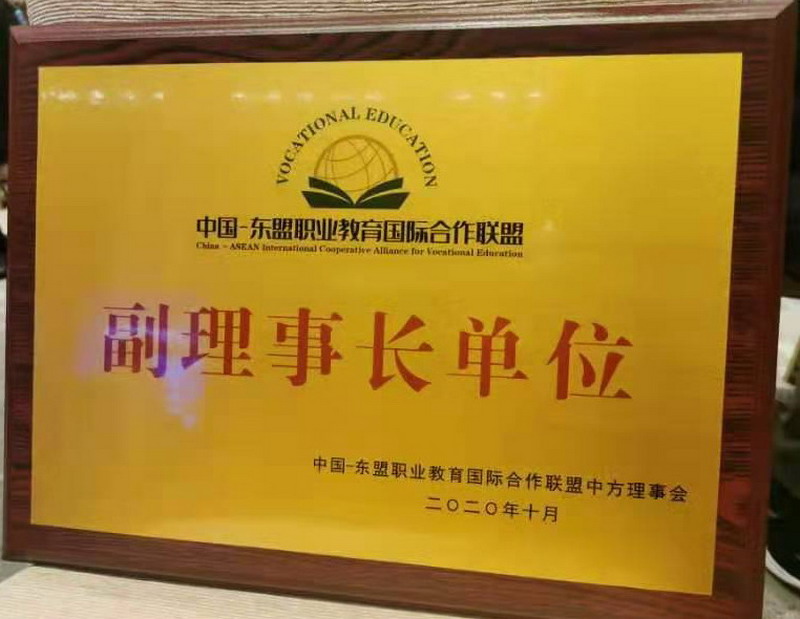 VOCATIONAL EDUCATION
中国-东盟职业教育国际合作联盟
China - ASEAN International Cooperative Alliance for Vocational Education
副理事长单位
中国-东盟职业教育国际合作联盟中方理事会
二〇二〇年十月